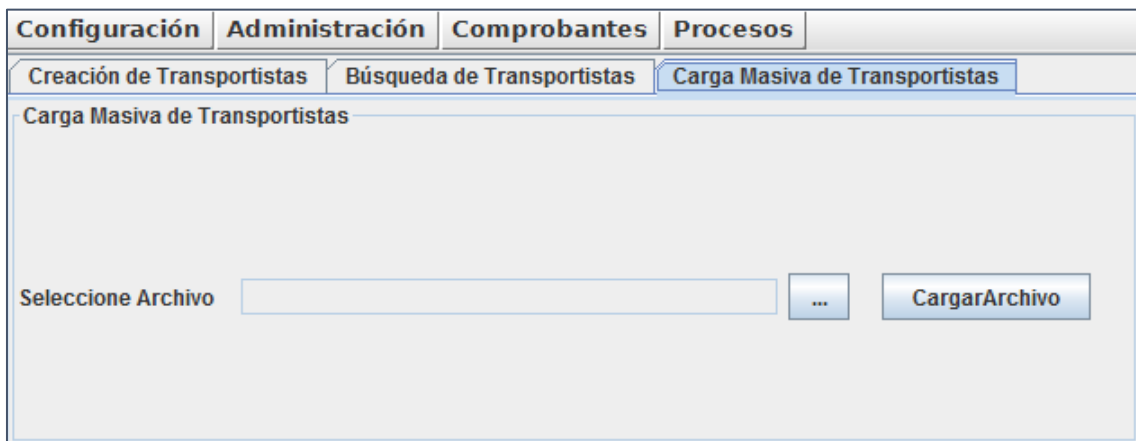 Configuración Administración Comprobantes Procesos
Creación de Transportistas Búsqueda de Transportistas Carga Masiva de Transportistas
Carga Masiva de Transportistas
Seleccione Archivo ... CargarArchivo